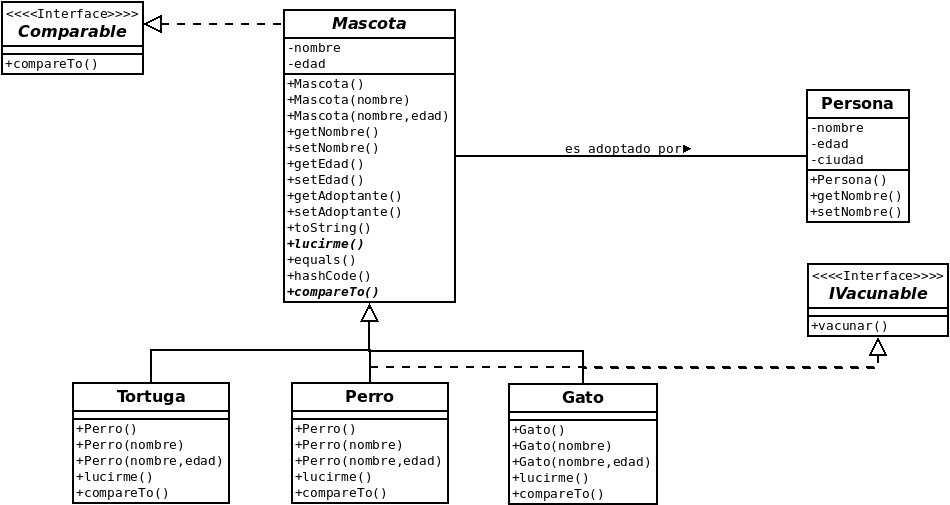 <<<<Interface>>>>
Comparable
+compareTo()
Mascota
-nombre
-edad
+Mascota()
+Mascota(nombre)
+Mascota(nombre,edad)
+getNombre()
+setNombre()
+getEdad()
+setEdad()
+getAdoptante()
+setAdoptante()
+toString()
+lucirme()
+equals()
+hashCode()
+compareTo()
es adoptado por
Persona
-nombre
-edad
-ciudad
+Persona()
+getNombre()
+setNombre()
<<<<Interface>>>>
IVacunable
+vacunar()
Tortuga
+Perro()
+Perro(nombre)
+Perro(nombre,edad)
+lucirme()
+compareTo()
Perro
+Perro()
+Perro(nombre)
+Perro(nombre,edad)
+lucirme()
+compareTo()
Gato
+Gato()
+Gato(nombre)
+Gato(nombre,edad)
+lucirme()
+compareTo()